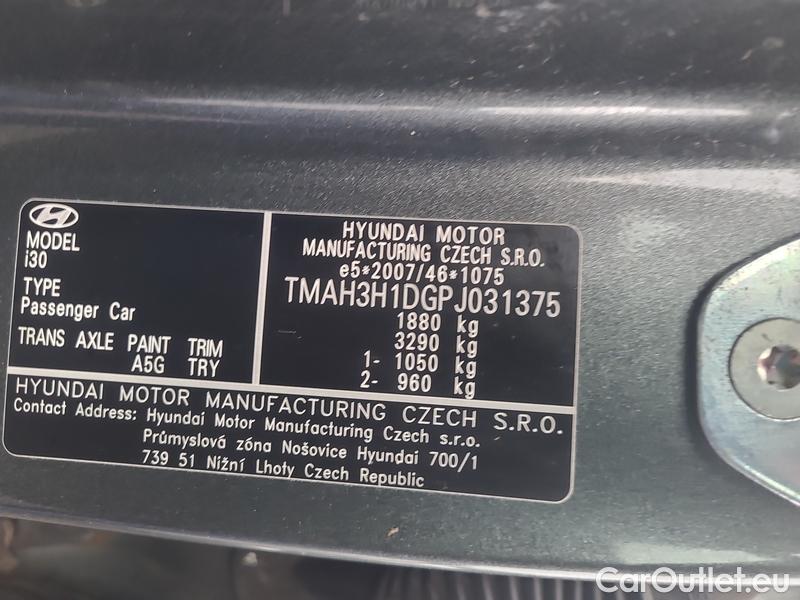 MODEL
i30
TYPE
Passenger Car
TRANS AXLE PAINT TRIM
A5G TRY
HYUNDAI MOTOR
MANUFACTURING CZECH S.R.O.
e5*2007/46*1075
TMAH3H1DGPJ031375
1880 kg
3290 kg
1- 1050 kg
2- 960 kg
HYUNDAI MOTOR MANUFACTURING CZECH S.R.O.
Contact Address: Hyundai Motor Manufacturing Czech s.r.o.
Průmyslová zóna Nošovice Hyundai 700/1
739 51 Nižní Lhoty Czech Republic
CarOutlet.eu